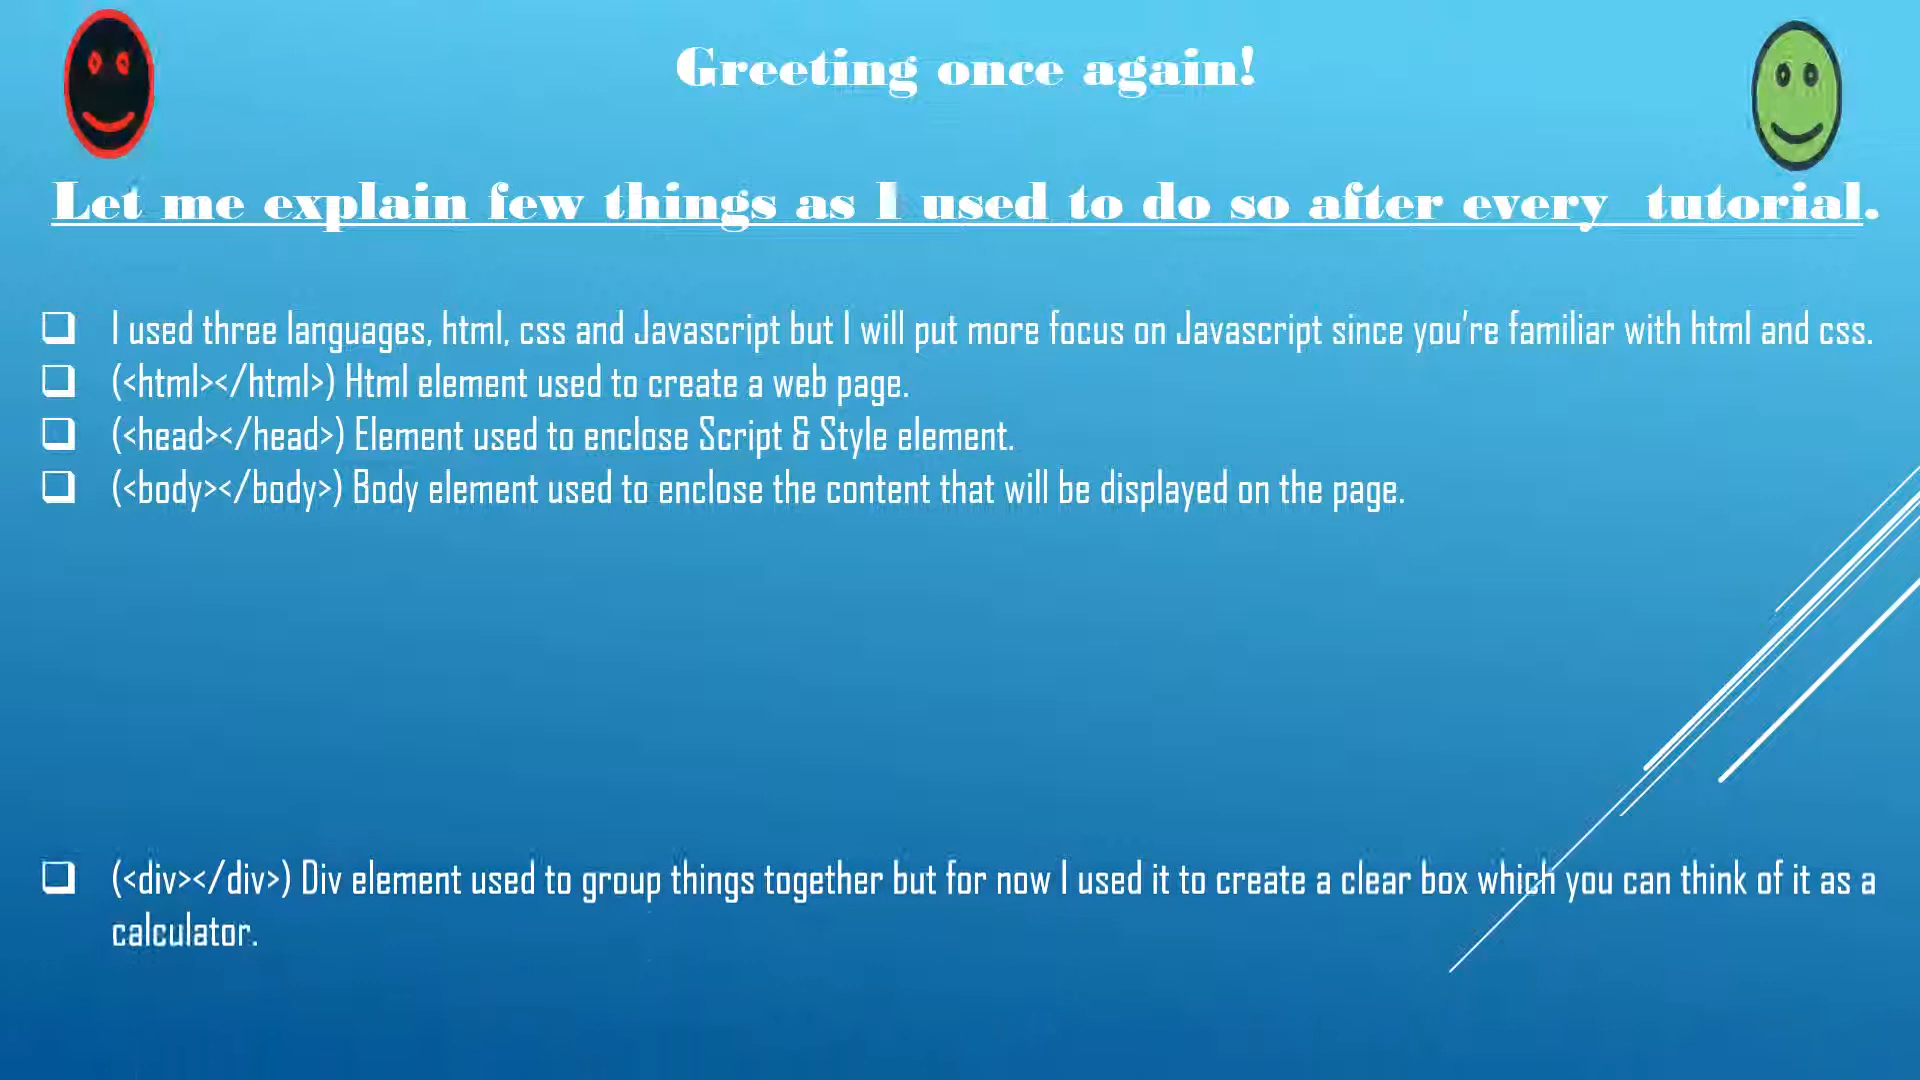 Greeting once again!
Let me explain few things as I used to do so after every tutorial.
I used three languages, html, css and Javascript but I will put more focus on Javascript since you're familiar with html and css.
(<html></html>) Html element used to create a web page.
(<head></head>) Element used to enclose Script & Style element.
(<body></body>) Body element used to enclose the content that will be displayed on the page.
(<div></div>) Div element used to group things together but for now I used it to create a clear box which you can think of it as a
calculator.